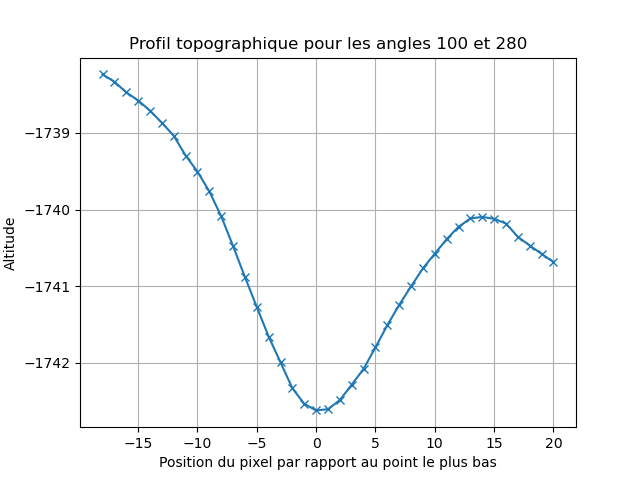 Profil topographique pour les angles 100 et 280
Altitude
−1739
−1740
−1741
−1742
−15 −10 −5 0 5 10 15 20
Position du pixel par rapport au point le plus bas